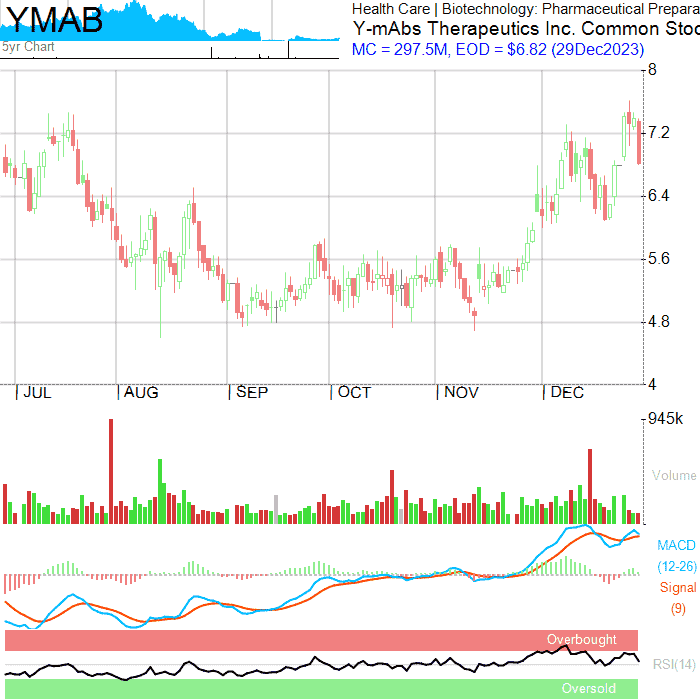 YMAB
5yr Chart
Health Care | Biotechnology: Pharmaceutical Prepara
Y-mAbs Therapeutics Inc. Common Stoc
MC = 297.5M, EOD = $6.82 (29Dec2023)
8
7.2
6.4
5.6
4.8
4
JUL AUG SEP OCT NOV DEC
945k
Volume
MACD
(12-26)
Signal
(9)
Overbought
RSI(14)
Oversold